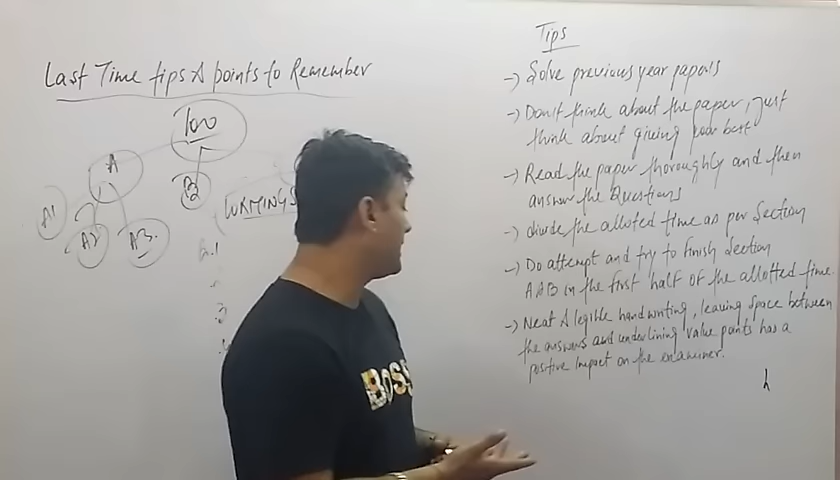 Last Time tips & points to Remember
100
A
B
A1
A2
A3.
WORKINGS
Tips
-) Solve previous year paper's
-) Don't think about the paper, just
think about giving your best
-) Read the paper thoroughly and then
answer the Questions
-) divide the alloted time as per Section
-) Do attempt and try to finish Section
A&B in the first half of the allotted time.
-) Neat & legible handwriting, leaving space between
the answers and underlining value points has a
positive impact on the examiner.
BOSS